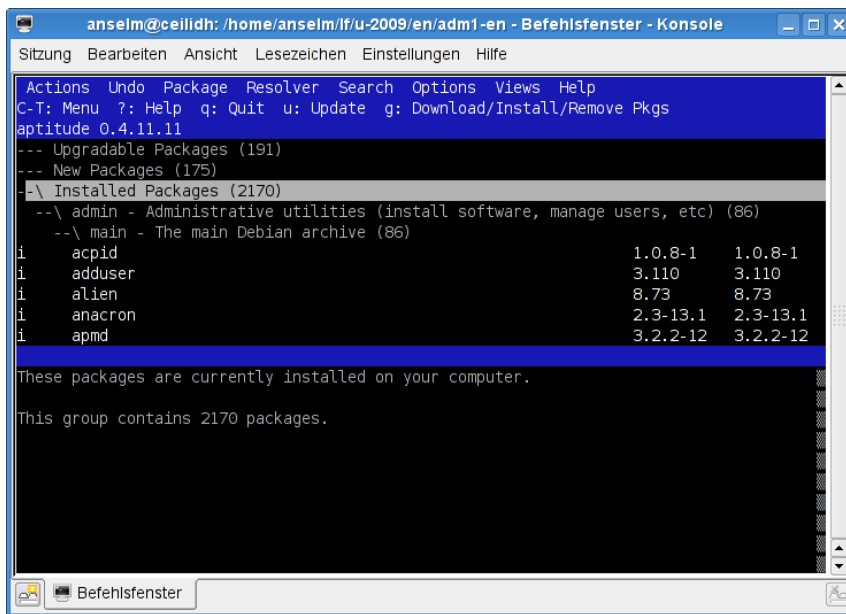 anselm@ceilidh: /home/anselm/lf/u-2009/en/adm1-en - Befehlsfenster - Konsole
Sitzung Bearbeiten Ansicht Lesezeichen Einstellungen Hilfe
Actions Undo Package Resolver Search Options Views Help
C-T: Menu ?: Help q: Quit u: Update g: Download/Install/Remove Pkgs
aptitude 0.4.11.11
--- Upgradable Packages (191)
--- New Packages (175)
--\ Installed Packages (2170)
--\ admin - Administrative utilities (install software, manage users, etc) (86)
--\ main - The main Debian archive (86)
i acpid 1.0.8-1 1.0.8-1
i adduser 3.110 3.110
i alien 8.73 8.73
i anacron 2.3-13.1 2.3-13.1
i apmd 3.2.2-12 3.2.2-12
These packages are currently installed on your computer.
This group contains 2170 packages.
Befehlsfenster